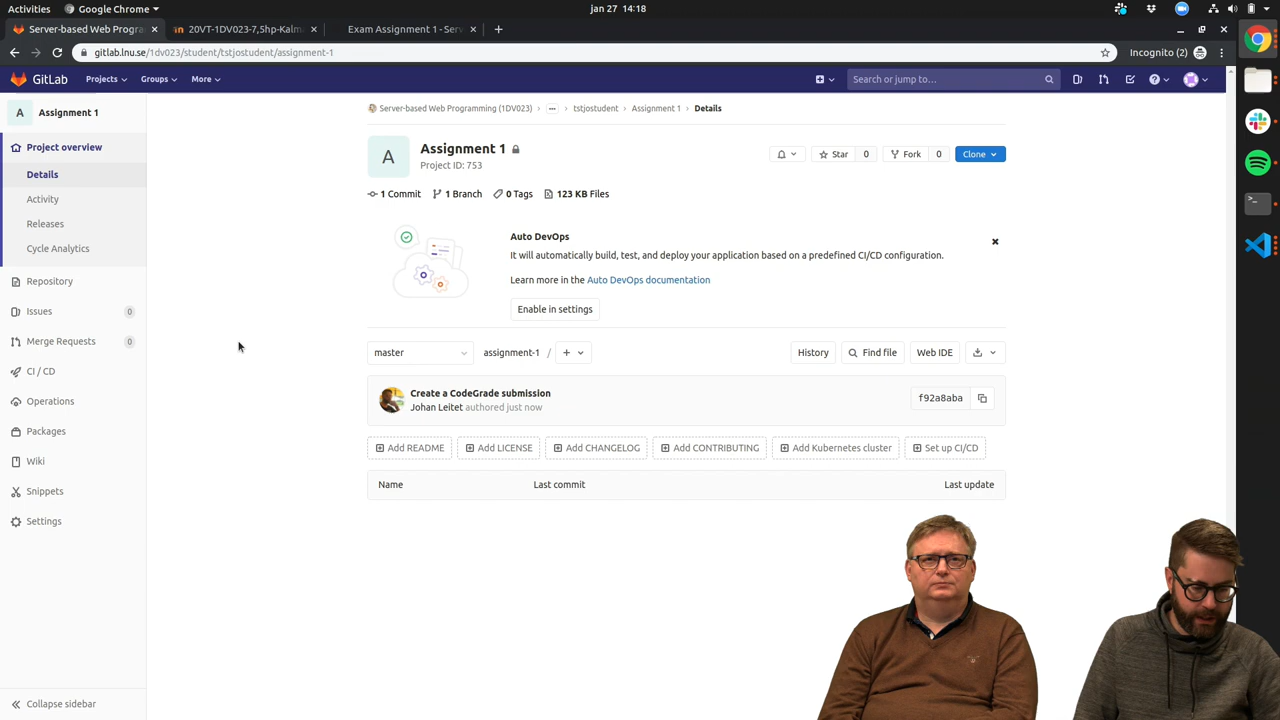 Activities
Google Chrome
jan 27 14:18
Server-based Web Progra
20VT-1DV023-7,5hp-Kalma
Exam Assignment 1 - Serv
gitlab.lnu.se/1dv023/student/tstjostudent/assignment-1
Incognito (2)
GitLab
Projects
Groups
More
Search or jump to…
A
Assignment 1
Project overview
Details
Activity
Releases
Cycle Analytics
Repository
Issues 0
Merge Requests 0
CI / CD
Operations
Packages
Wiki
Snippets
Settings
Collapse sidebar
Server-based Web Programming (1DV023) › ... › tstjostudent › Assignment 1 › Details
A
Assignment 1
Project ID: 753
Star 0
Fork 0
Clone
1 Commit
1 Branch
0 Tags
123 KB Files
Auto DevOps
It will automatically build, test, and deploy your application based on a predefined CI/CD configuration.
Learn more in the Auto DevOps documentation
Enable in settings
master
assignment-1 / +
History
Find file
Web IDE
Create a CodeGrade submission
Johan Leitet authored just now
f92a8aba
Add README
Add LICENSE
Add CHANGELOG
Add CONTRIBUTING
Add Kubernetes cluster
Set up CI/CD
Name
Last commit
Last update